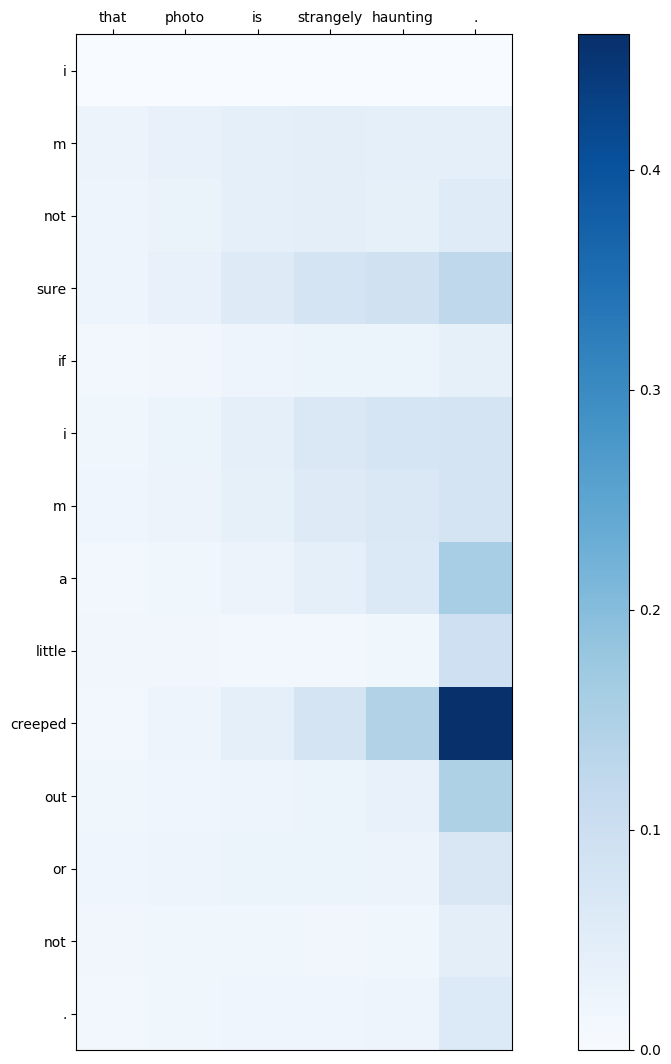 that photo is strangely haunting .
i
m
not
sure
if
i
m
a
little
creeped
out
or
not
.
0.4
0.3
0.2
0.1
0.0